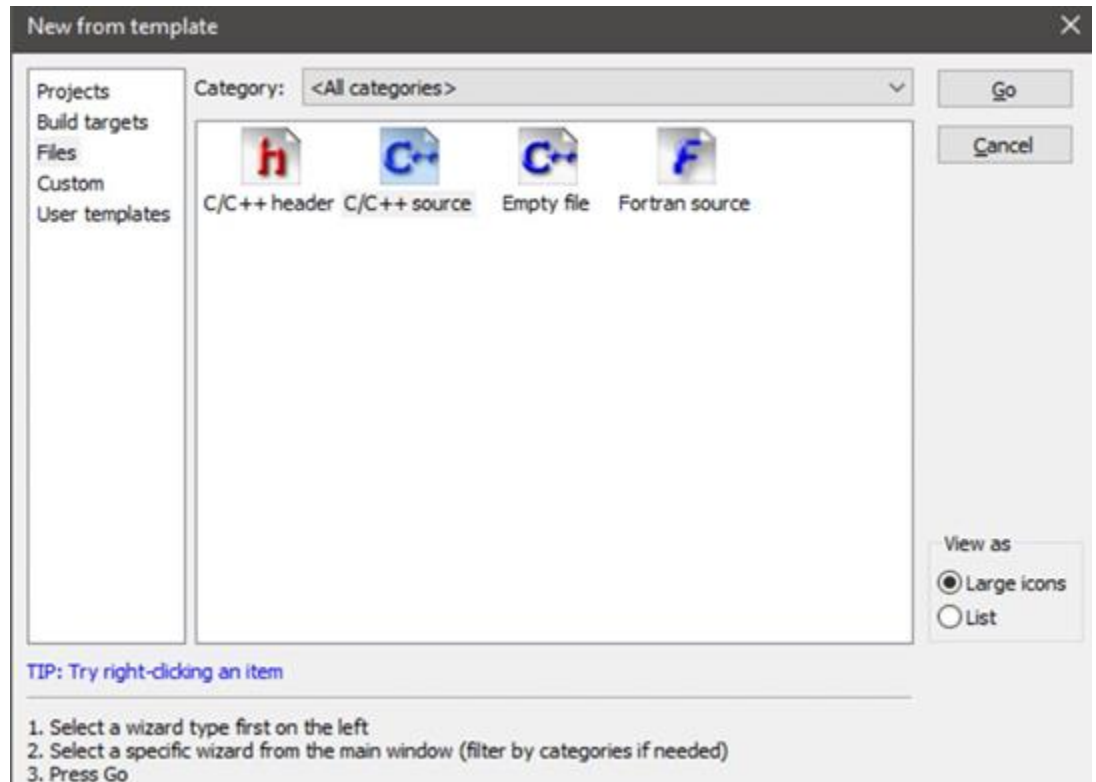 New from template
Projects
Build targets
Files
Custom
User templates
Category: <All categories>
Go
Cancel
h C++ C++ F
C/C++ header C/C++ source Empty file Fortran source
View as
Large icons
List
TIP: Try right-clicking an item
1. Select a wizard type first on the left
2. Select a specific wizard from the main window (filter by categories if needed)
3. Press Go